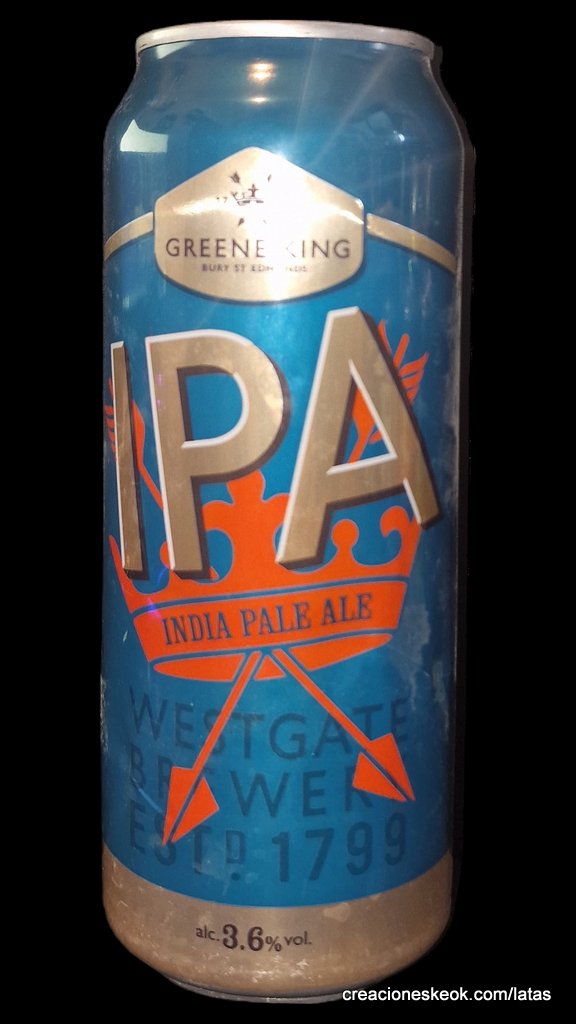 GREENE KING
BURY ST EDMUNDS
IPA
INDIA PALE ALE
WESTGATE
BREWERY
ESTD 1799
alc. 3.6% vol.
creacioneskeok.com/latas